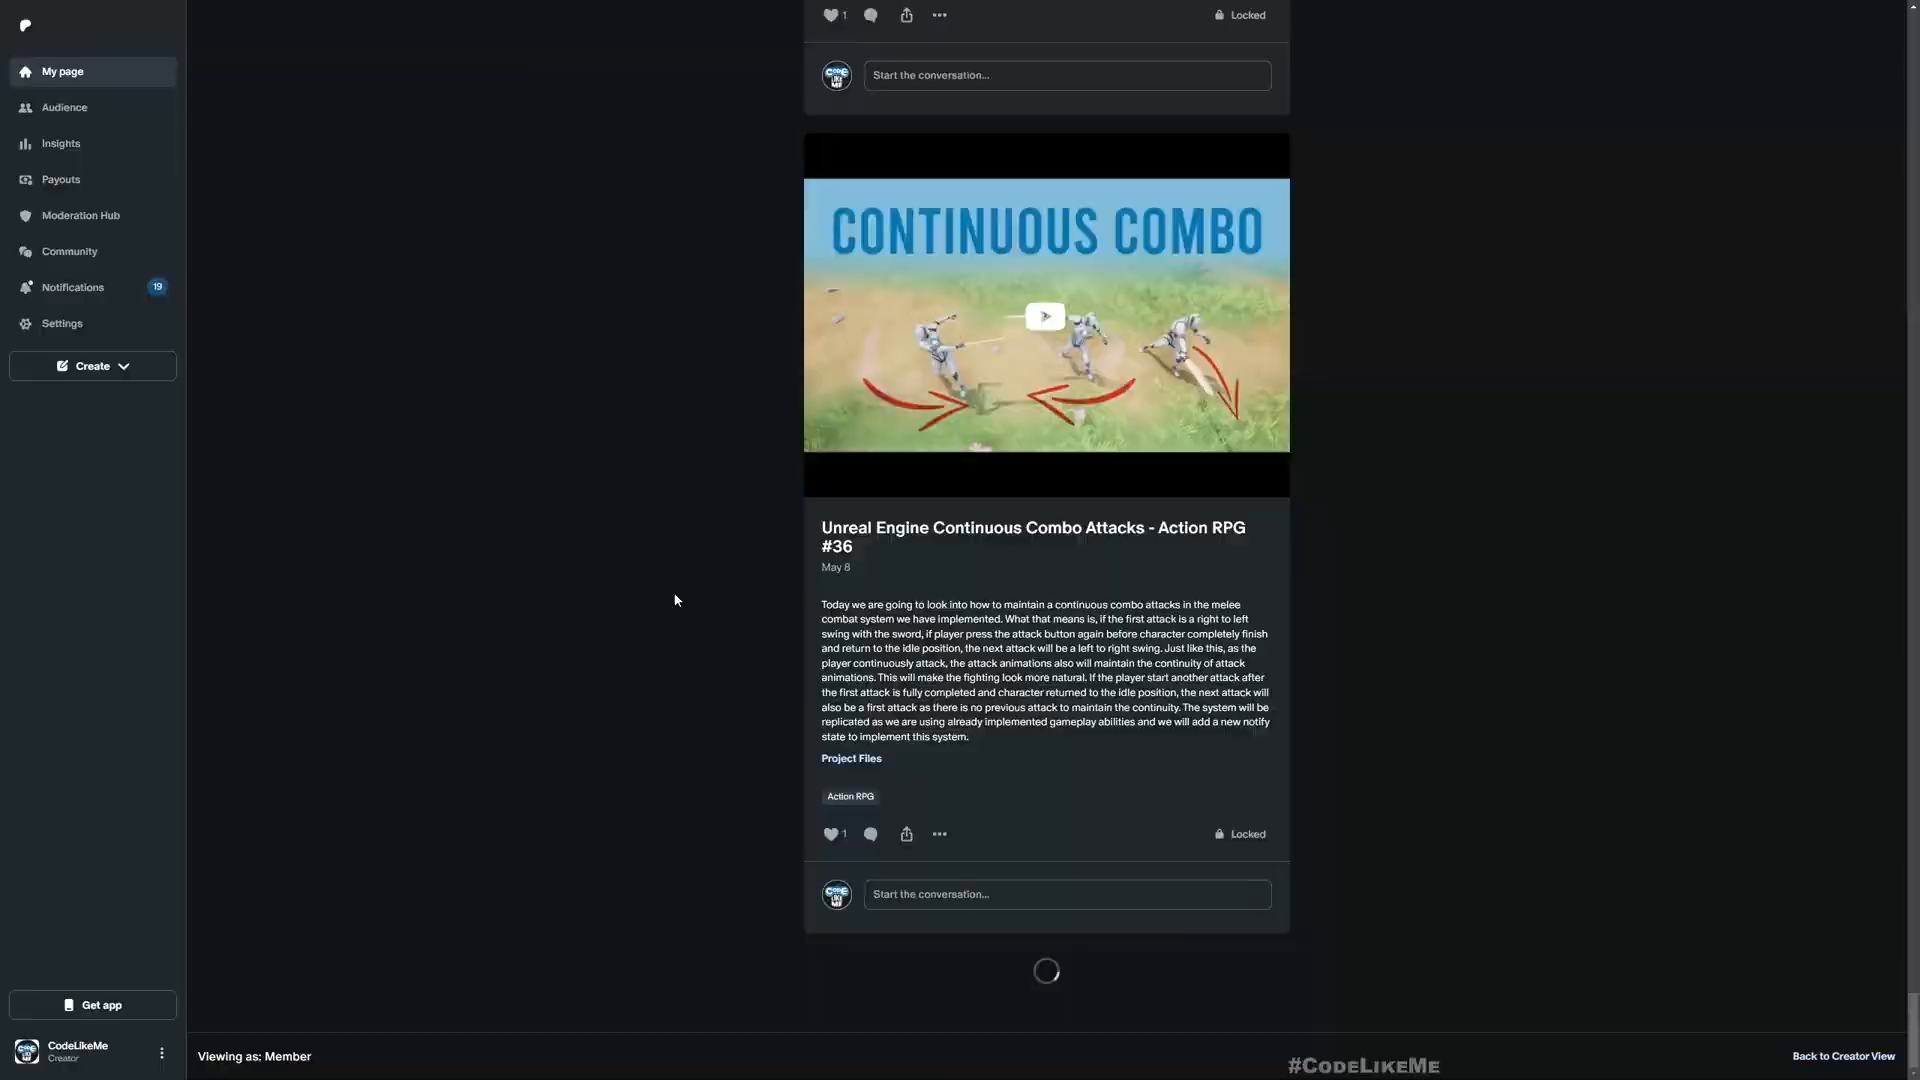 1
Locked
Start the conversation...
My page
Audience
Insights
Payouts
Moderation Hub
Community
Notifications
19
Settings
Create
CONTINUOUS COMBO
Unreal Engine Continuous Combo Attacks - Action RPG
#36
May 8
Today we are going to look into how to maintain a continuous combo attacks in the melee
combat system we have implemented. What that means is, if the first attack is a right to left
swing with the sword, if player press the attack button again before character completely finish
and return to the idle position, the next attack will be a left to right swing. Just like this, as the
player continuously attack, the attack animations also will maintain the continuity of attack
animations. This will make the fighting look more natural. If the player start another attack after
the first attack is fully completed and character returned to the idle position, the next attack will
also be a first attack as there is no previous attack to maintain the continuity. The system will be
replicated as we are using already implemented gameplay abilities and we will add a new notify
state to implement this system.
Project Files
Action RPG
1
Locked
CODE
LIKE
ME
Start the conversation...
Get app
CodeLikeMe
Creator
Viewing as: Member
#CodeLikeMe
Back to Creator View